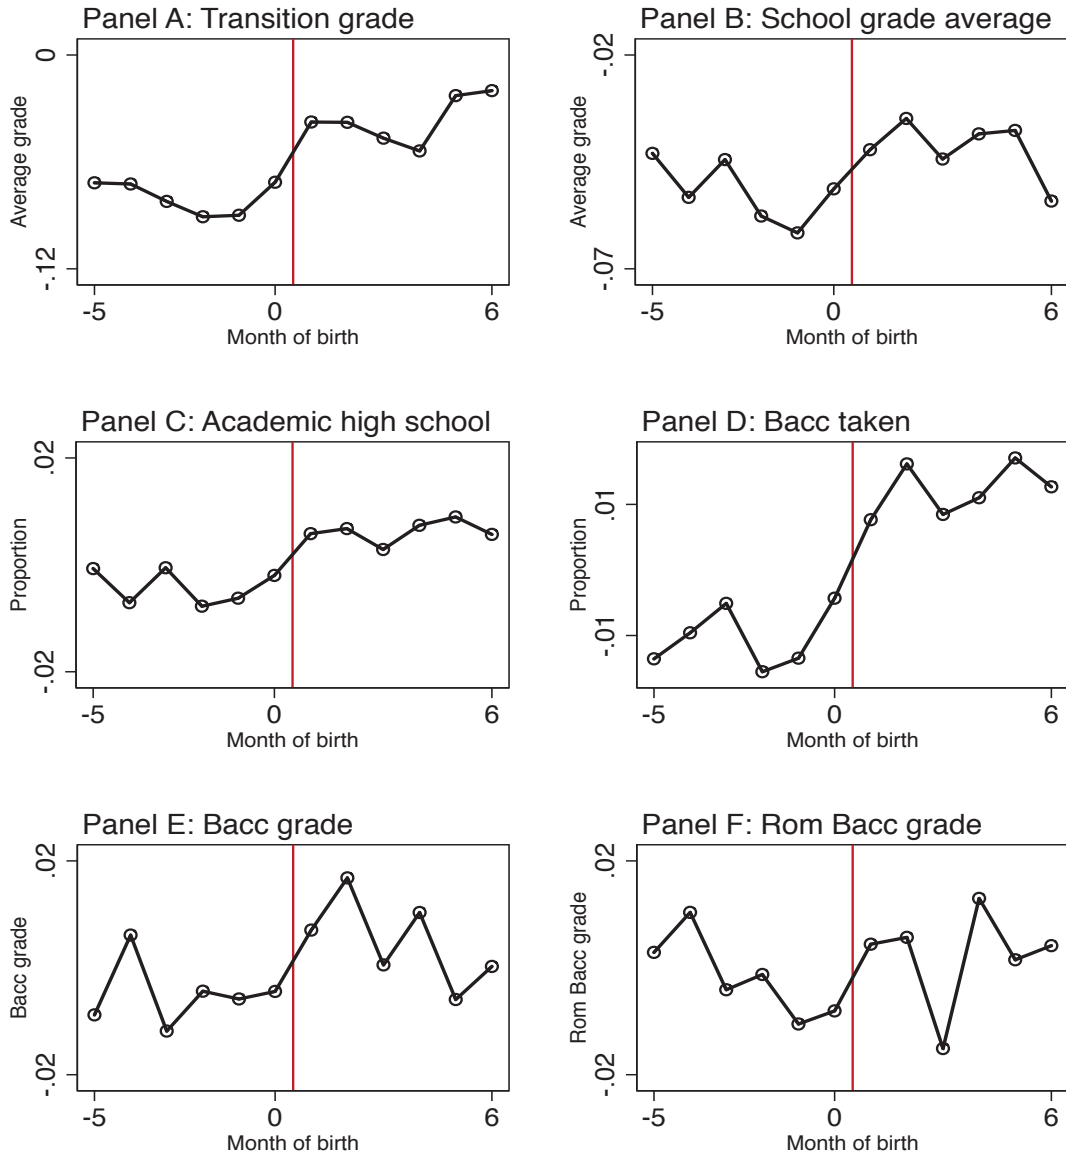 Panel A: Transition grade
0
-.12
Average grade
-5 0 6
Month of birth
Panel B: School grade average
-.02
-.07
Average grade
-5 0 6
Month of birth
Panel C: Academic high school
.02
-.02
Proportion
-5 0 6
Month of birth
Panel D: Bacc taken
.01
-.01
Proportion
-5 0 6
Month of birth
Panel E: Bacc grade
.02
-.02
Bacc grade
-5 0 6
Month of birth
Panel F: Rom Bacc grade
.02
-.02
Rom Bacc grade
-5 0 6
Month of birth